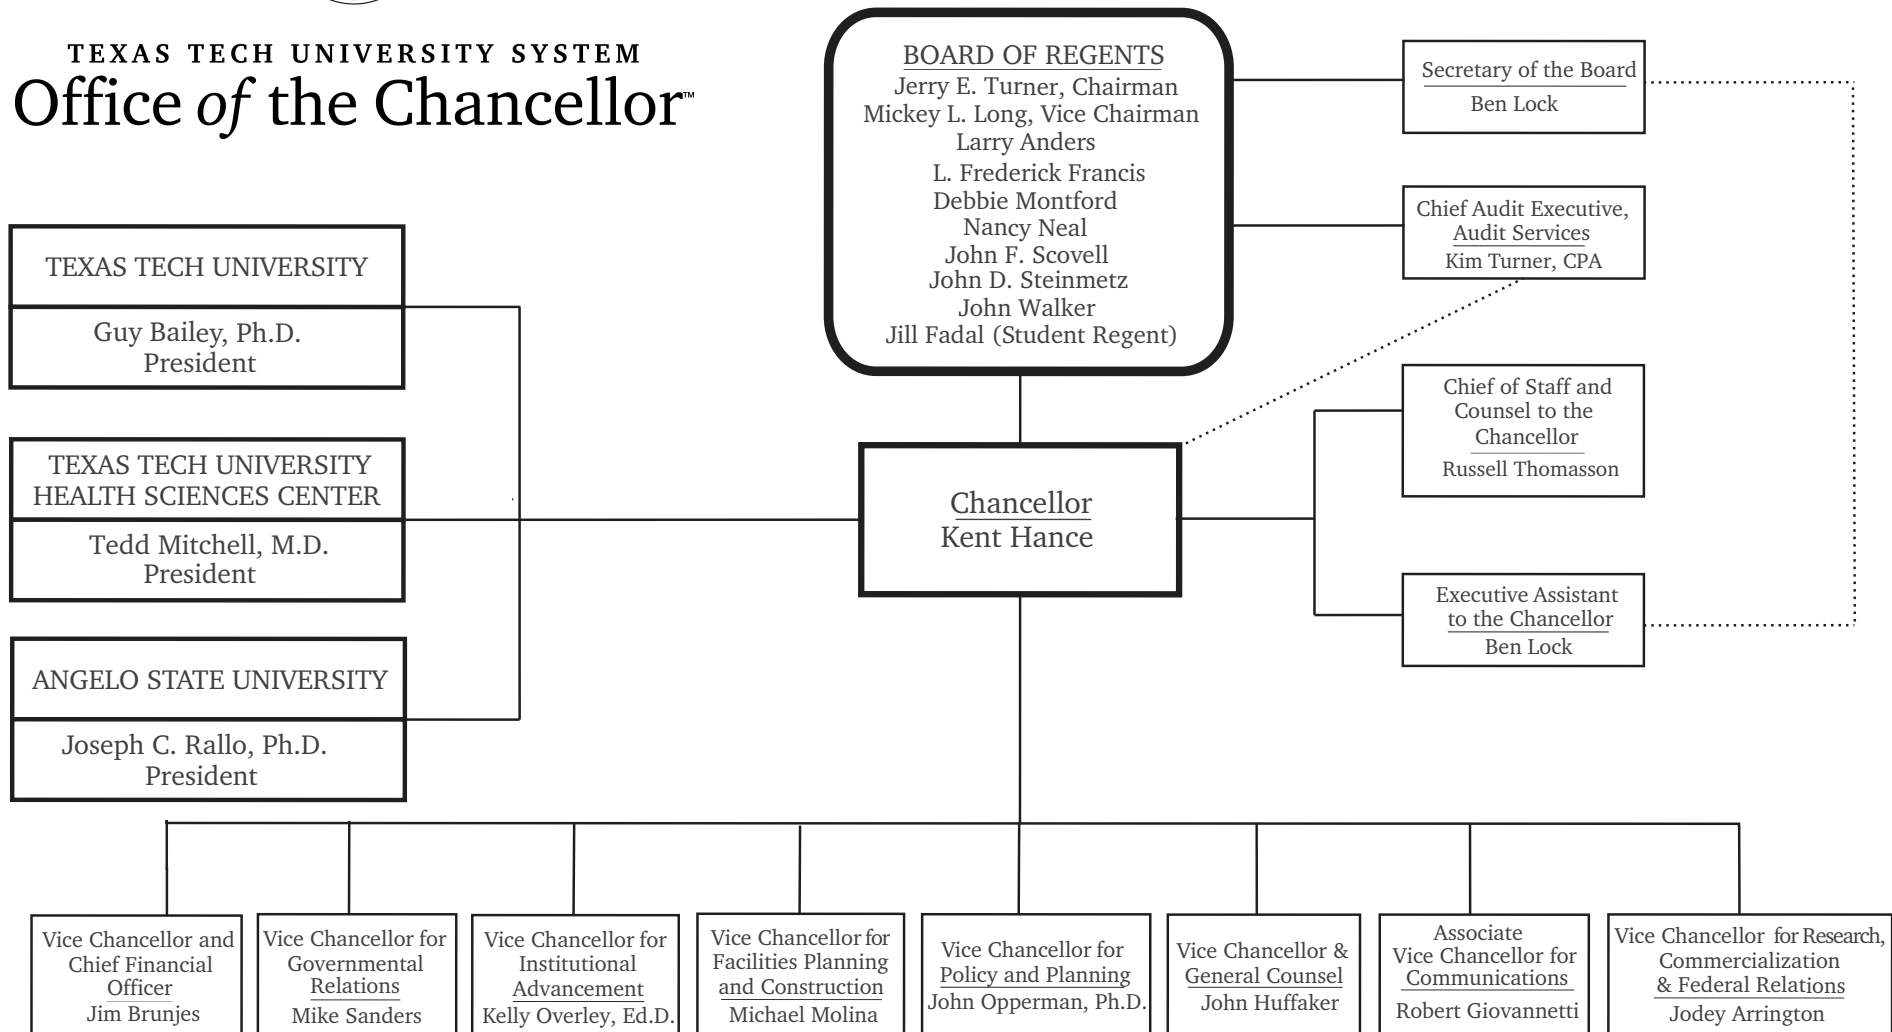 TEXAS TECH UNIVERSITY SYSTEM
Office of the Chancellor™
BOARD OF REGENTS
Jerry E. Turner, Chairman
Mickey L. Long, Vice Chairman
Larry Anders
L. Frederick Francis
Debbie Montford
Nancy Neal
John F. Scovell
John D. Steinmetz
John Walker
Jill Fadal (Student Regent)
Secretary of the Board
Ben Lock
Chief Audit Executive,
Audit Services
Kim Turner, CPA
TEXAS TECH UNIVERSITY
Guy Bailey, Ph.D.
President
TEXAS TECH UNIVERSITY
HEALTH SCIENCES CENTER
Tedd Mitchell, M.D.
President
ANGELO STATE UNIVERSITY
Joseph C. Rallo, Ph.D.
President
Chancellor
Kent Hance
Chief of Staff and
Counsel to the
Chancellor
Russell Thomasson
Executive Assistant
to the Chancellor
Ben Lock
Vice Chancellor and
Chief Financial
Officer
Jim Brunjes
Vice Chancellor for
Governmental
Relations
Mike Sanders
Vice Chancellor for
Institutional
Advancement
Kelly Overley, Ed.D.
Vice Chancellor for
Facilities Planning
and Construction
Michael Molina
Vice Chancellor for
Policy and Planning
John Opperman, Ph.D.
Vice Chancellor &
General Counsel
John Huffaker
Associate
Vice Chancellor for
Communications
Robert Giovannetti
Vice Chancellor for Research,
Commercialization
& Federal Relations
Jodey Arrington